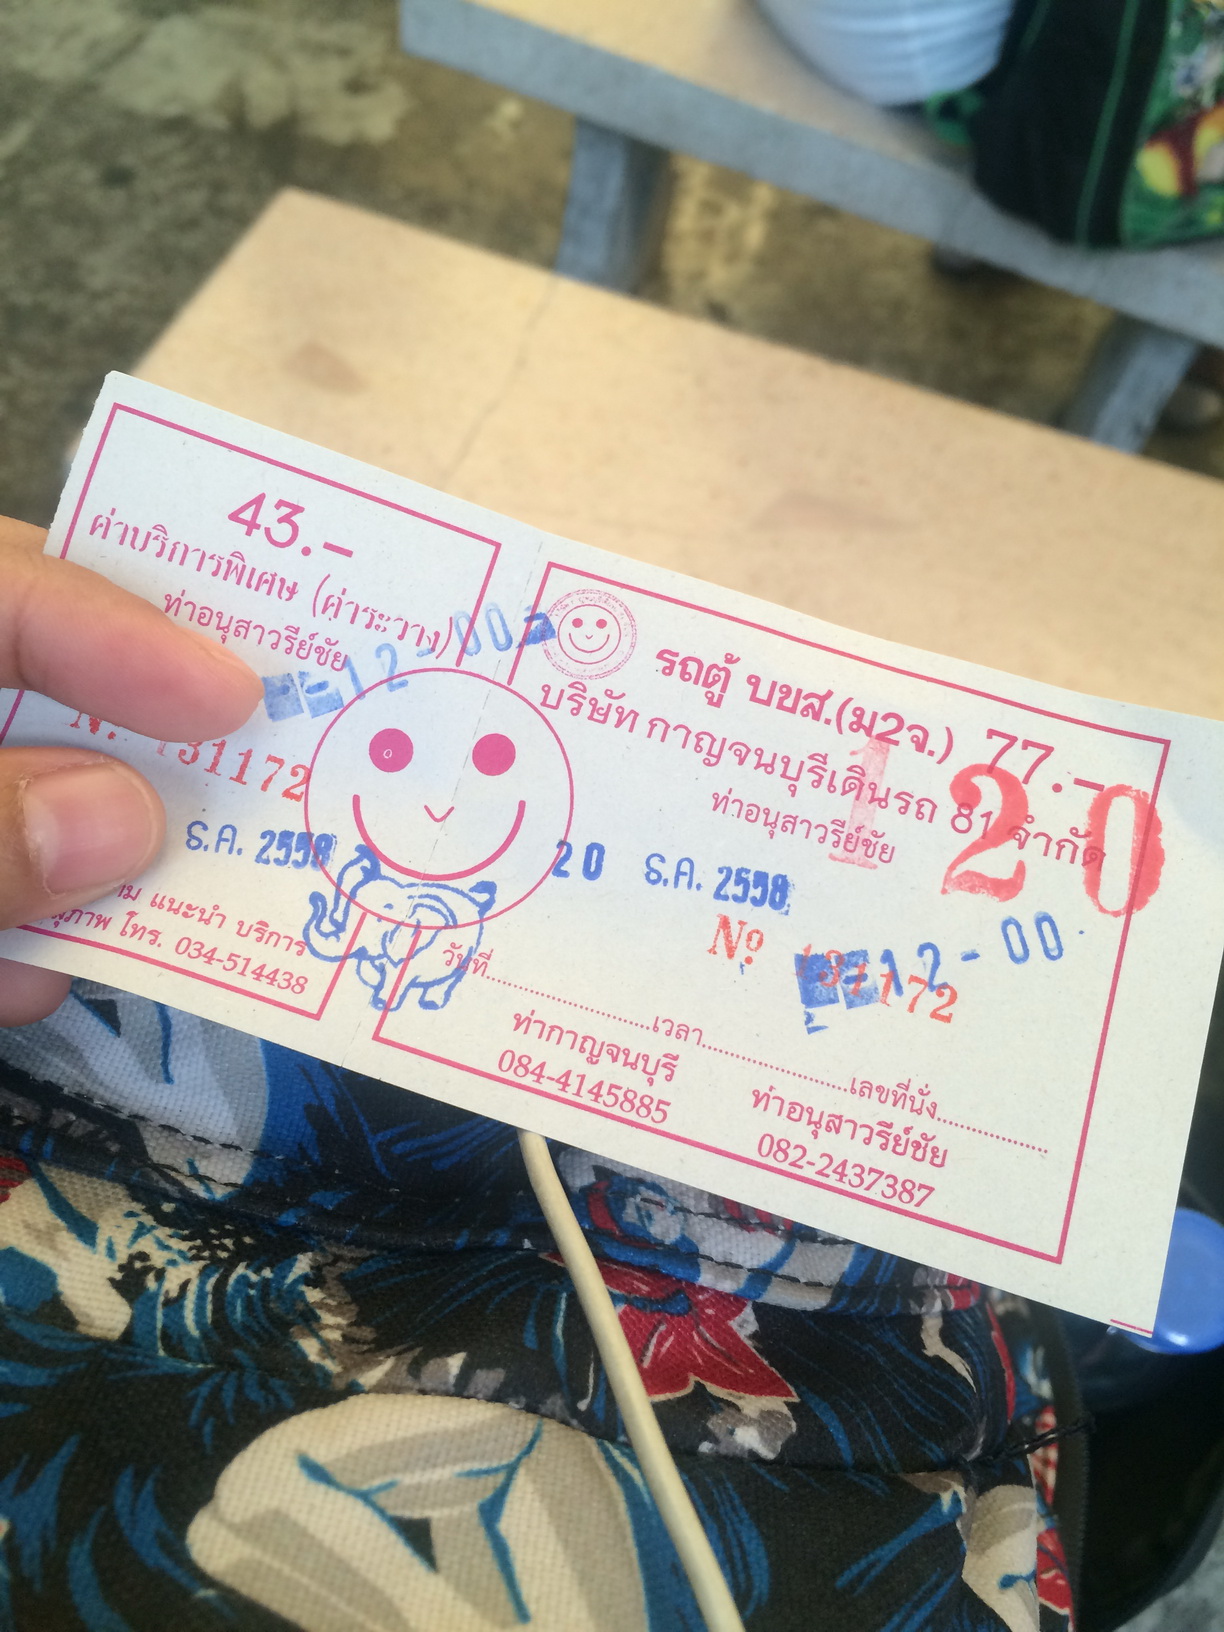 43.-
ค่าบริการพิเศษ (ค่าระวาง)
ท่าอนุสาวรีย์ชัย
12-00
131172
ธ.ค. 2558
แนะนำ บริการ
โทร. 034-514438
รถตู้ บขส.(ม2จ.) 77.-
บริษัท กาญจนบุรีเดินรถ 81 จำกัด
ท่าอนุสาวรีย์ชัย
120
20 ธ.ค. 2558
Nº 131172
12-00
วันที่..............................เวลา..........................เลขที่นั่ง....................
ท่ากาญจนบุรี
084-4145885
ท่าอนุสาวรีย์ชัย
082-2437387